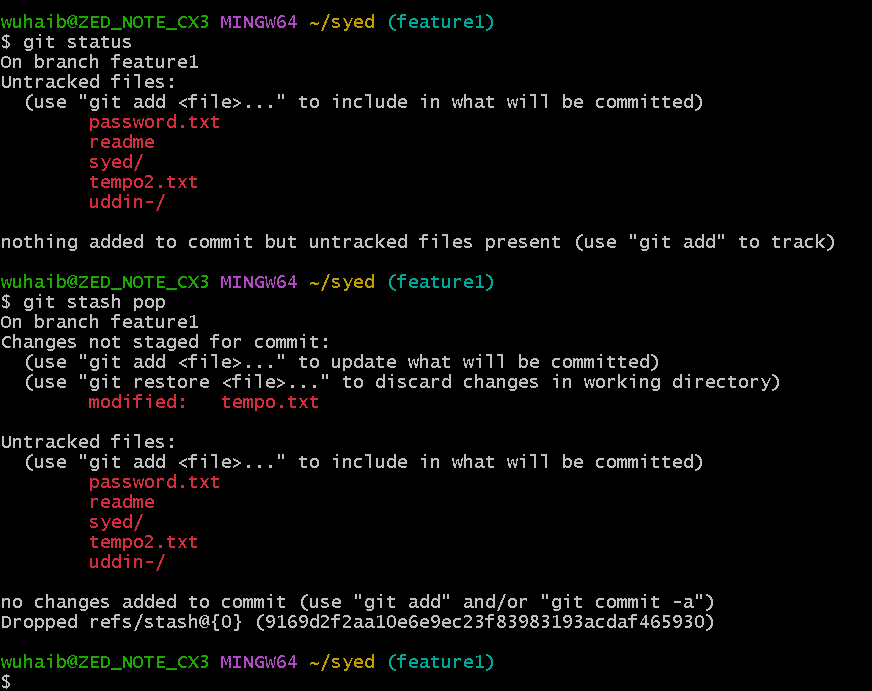 wuhaib@ZED_NOTE_CX3 MINGW64 ~/syed (feature1)
$ git status
On branch feature1
Untracked files:
  (use "git add <file>..." to include in what will be committed)
        password.txt
        readme
        syed/
        tempo2.txt
        uddin-/

nothing added to commit but untracked files present (use "git add" to track)

wuhaib@ZED_NOTE_CX3 MINGW64 ~/syed (feature1)
$ git stash pop
On branch feature1
Changes not staged for commit:
  (use "git add <file>..." to update what will be committed)
  (use "git restore <file>..." to discard changes in working directory)
        modified:   tempo.txt

Untracked files:
  (use "git add <file>..." to include in what will be committed)
        password.txt
        readme
        syed/
        tempo2.txt
        uddin-/

no changes added to commit (use "git add" and/or "git commit -a")
Dropped refs/stash@{0} (9169d2f2aa10e6e9ec23f83983193acdaf465930)

wuhaib@ZED_NOTE_CX3 MINGW64 ~/syed (feature1)
$